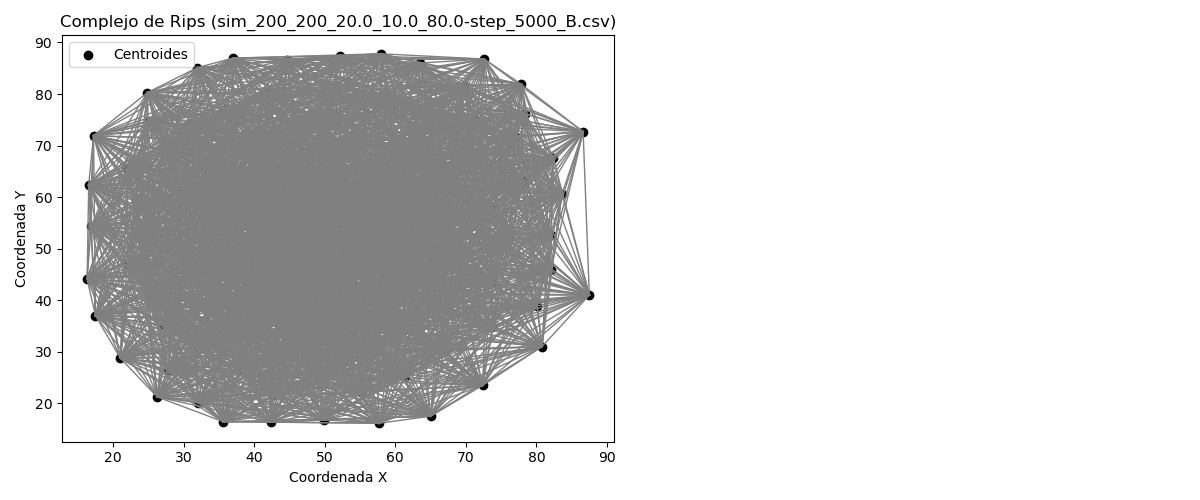 Complejo de Rips (sim_200_200_20.0_10.0_80.0-step_5000_B.csv)
Centroides
90
80
70
60
50
40
30
20
Coordenada Y
20 30 40 50 60 70 80 90
Coordenada X